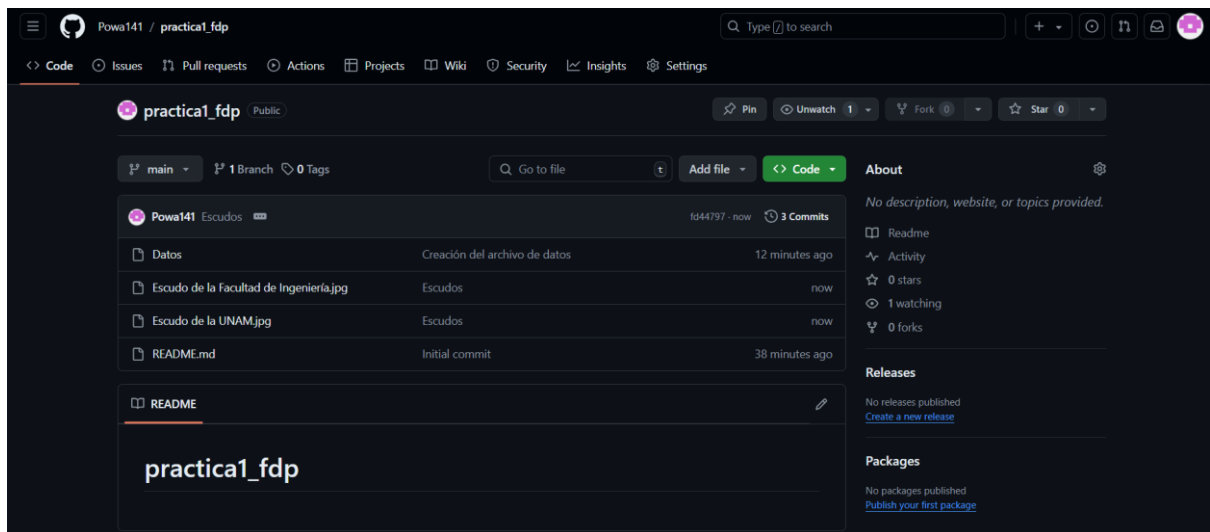 Powa141 / practica1_fdp
Type / to search
Code Issues Pull requests Actions Projects Wiki Security Insights Settings
practica1_fdp Public
Pin Unwatch 1 Fork 0 Star 0
main 1 Branch 0 Tags Go to file t Add file Code
Powa141 Escudos fd44797 · now 3 Commits
Datos Creación del archivo de datos 12 minutes ago
Escudo de la Facultad de Ingeniería.jpg Escudos now
Escudo de la UNAM.jpg Escudos now
README.md Initial commit 38 minutes ago
README
practica1_fdp
About
No description, website, or topics provided.
Readme
Activity
0 stars
1 watching
0 forks
Releases
No releases published
Create a new release
Packages
No packages published
Publish your first package